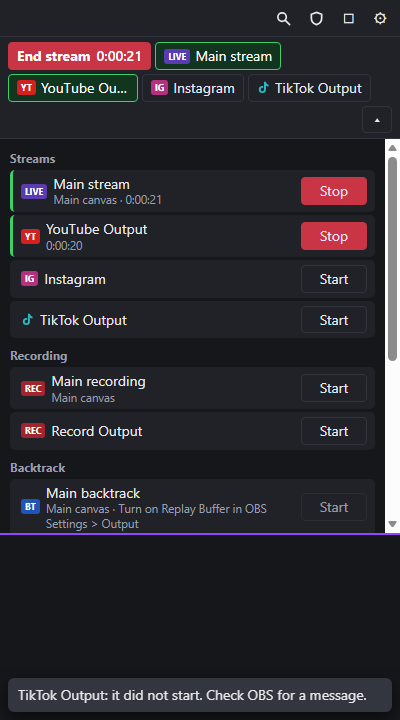 End stream 0:00:21
LIVE Main stream
YT YouTube Ou...
IG Instagram
TikTok Output
Streams
LIVE Main stream
Main canvas · 0:00:21
Stop
YT YouTube Output
0:00:20
Stop
IG Instagram
Start
TikTok Output
Start
Recording
REC Main recording
Main canvas
Start
REC Record Output
Start
Backtrack
BT Main backtrack
Main canvas · Turn on Replay Buffer in OBS
Settings > Output
Start
TikTok Output: it did not start. Check OBS for a message.